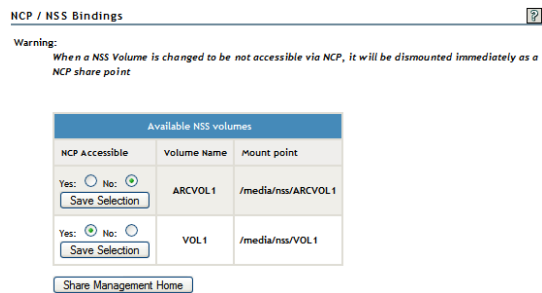 NCP / NSS Bindings
?
Warning:
When a NSS Volume is changed to be not accessible via NCP, it will be dismounted immediately as a
NCP share point
Available NSS volumes
NCP Accessible Volume Name Mount point
Yes: No:
Save Selection
ARCVOL1 /media/nss/ARCVOL1
Yes: No:
Save Selection
VOL1 /media/nss/VOL1
Share Management Home